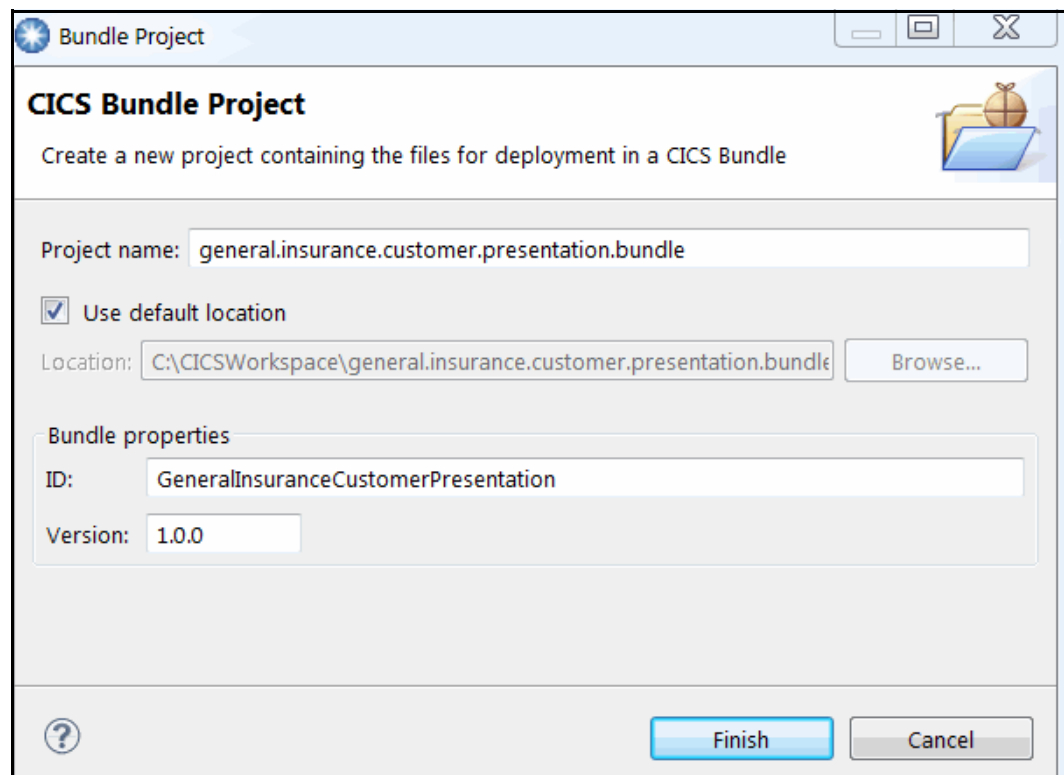 Bundle Project
CICS Bundle Project
Create a new project containing the files for deployment in a CICS Bundle
Project name: general.insurance.customer.presentation.bundle
Use default location
Location: C:\CICSWorkspace\general.insurance.customer.presentation.bundle Browse...
Bundle properties
ID: GeneralInsuranceCustomerPresentation
Version: 1.0.0
? Finish Cancel